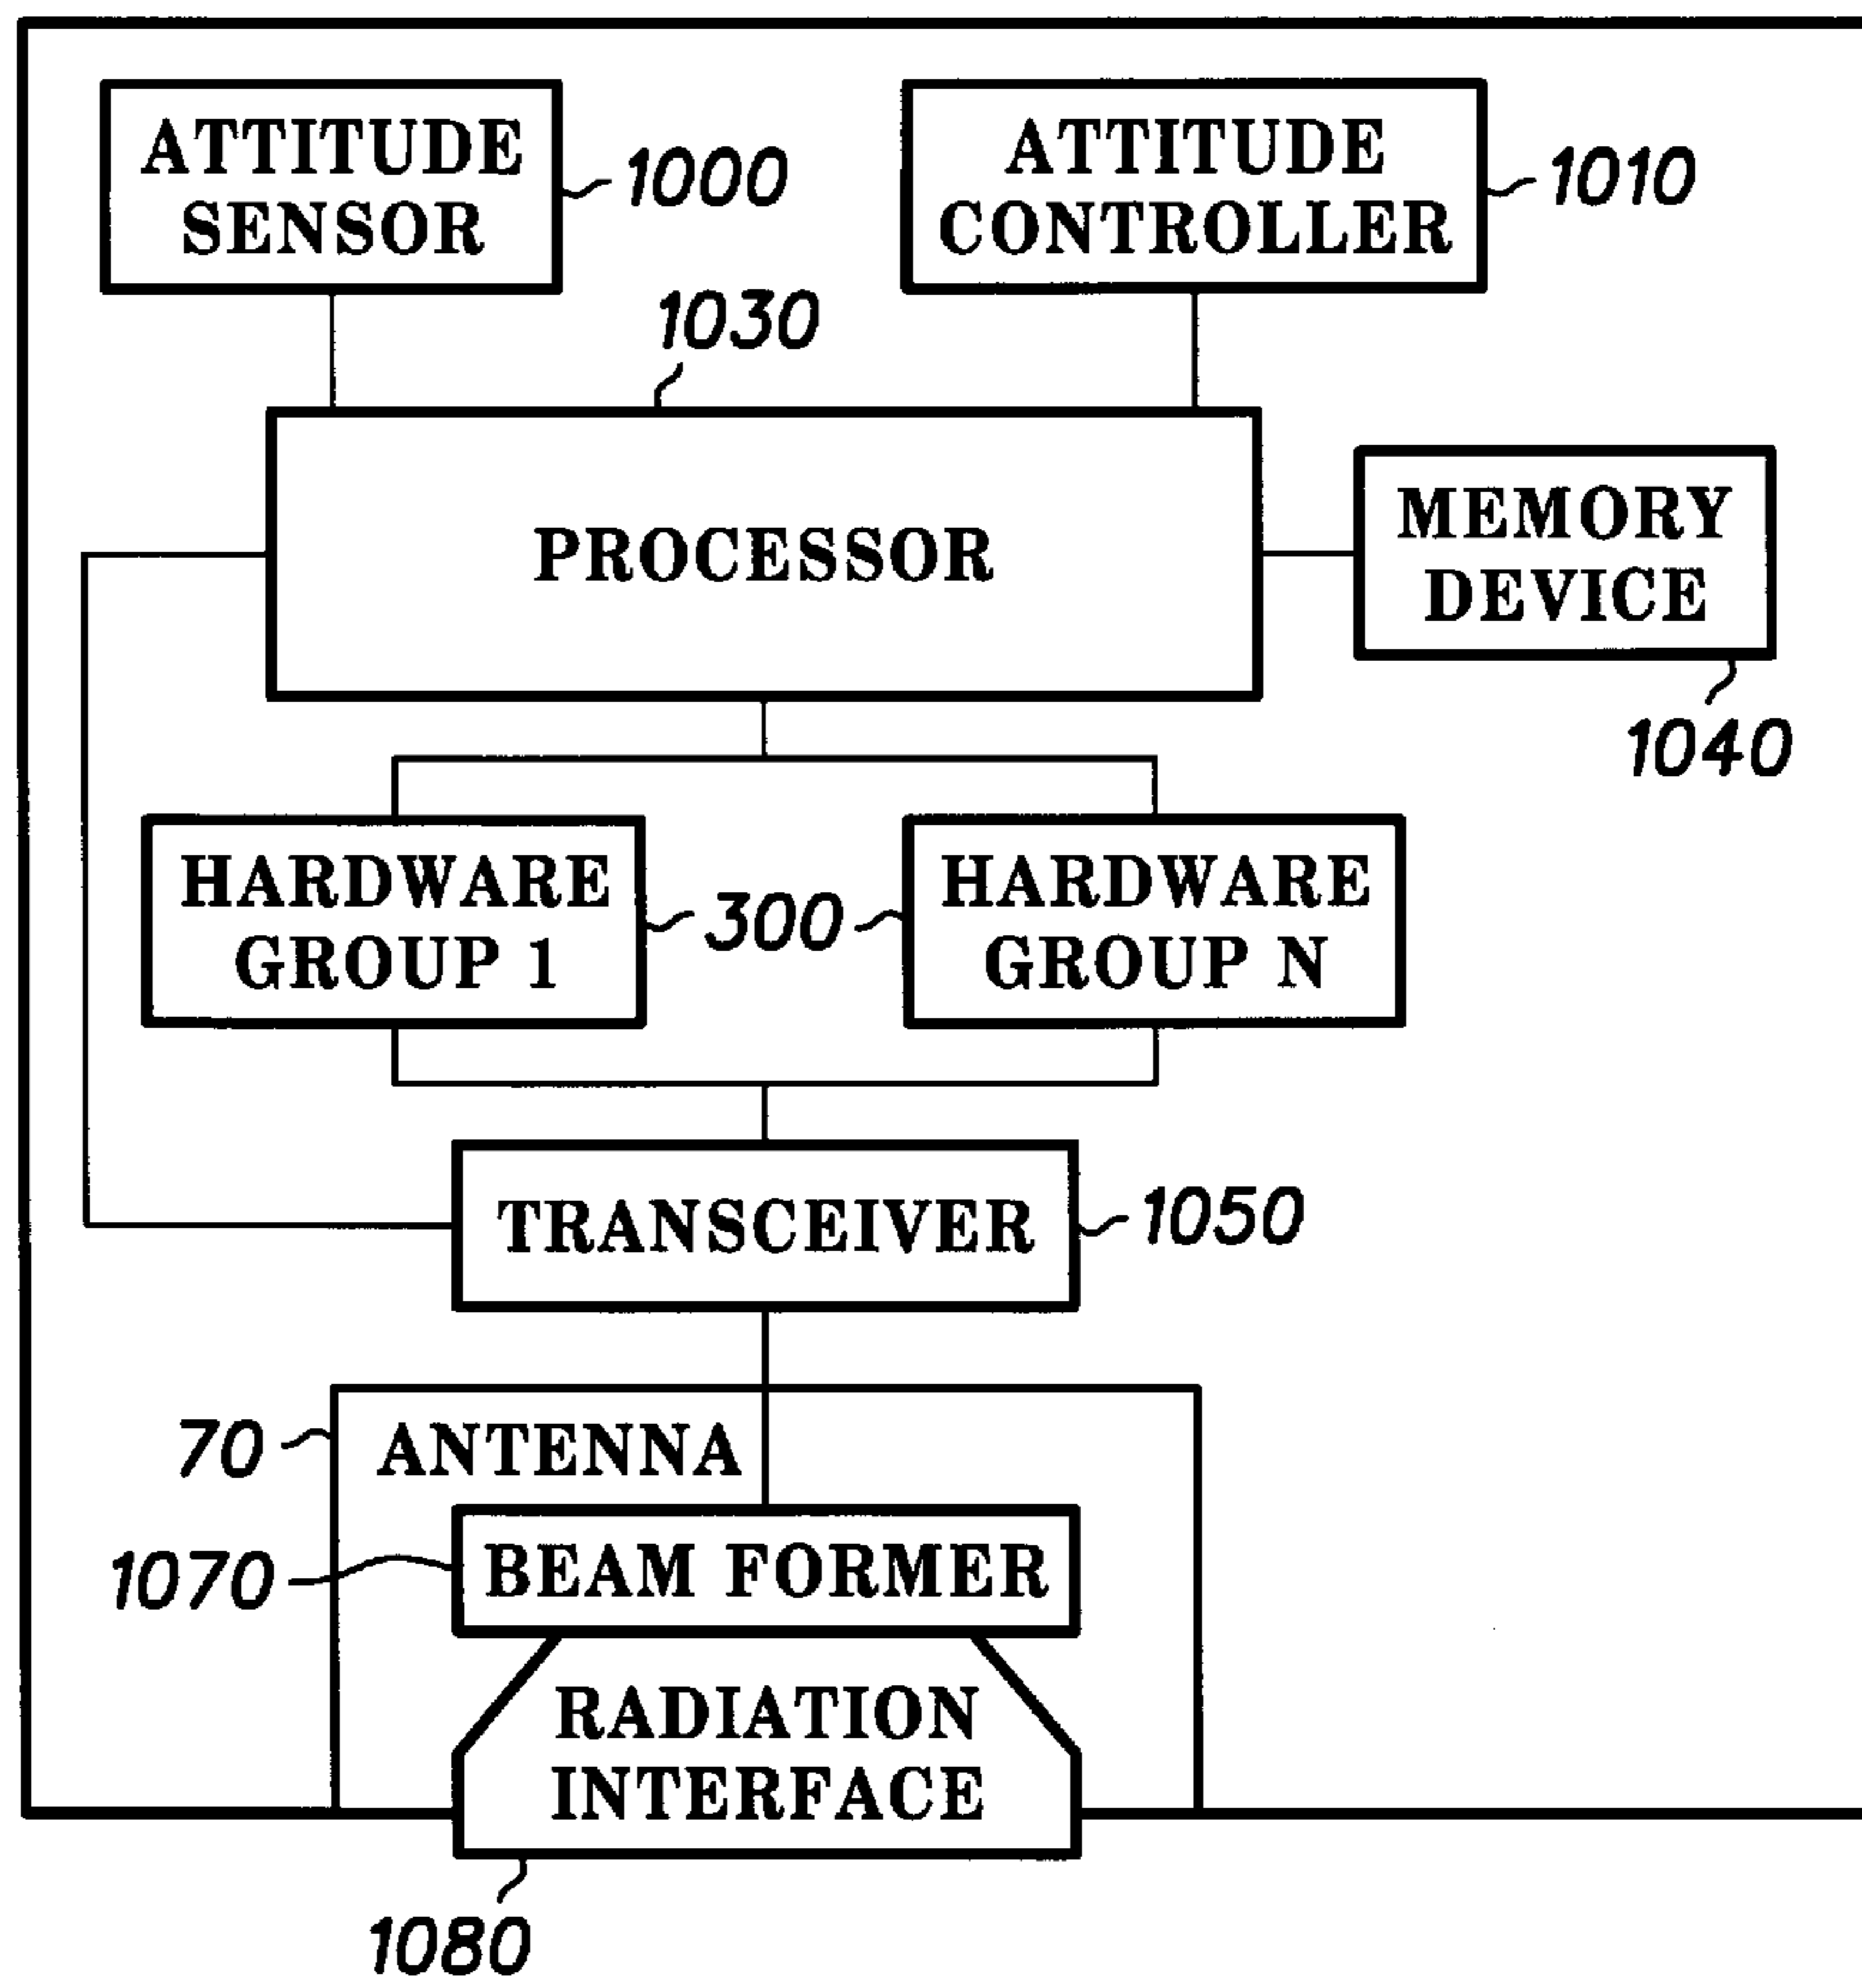 ATTITUDE
SENSOR
1000
ATTITUDE
CONTROLLER
1010
1030
PROCESSOR
MEMORY
DEVICE
1040
HARDWARE
GROUP 1
300
HARDWARE
GROUP N
TRANSCEIVER
1050
70
ANTENNA
1070
BEAM FORMER
RADIATION
INTERFACE
1080